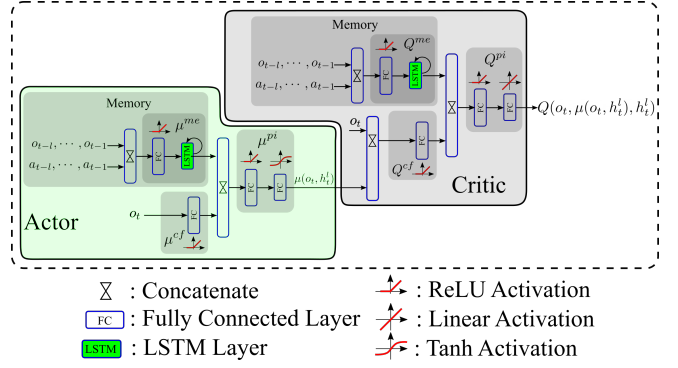 Memory
o_{t-l}, ⋯, o_{t-1}
a_{t-l}, ⋯, a_{t-1}
FC
LSTM
Q^{me}
Q^{pi}
FC
FC
Q(o_t, μ(o_t, h_t^l), h_t^l)
o_t
Q^{cf}
FC
Critic
Memory
o_{t-l}, ⋯, o_{t-1}
a_{t-l}, ⋯, a_{t-1}
FC
LSTM
μ^{me}
μ^{pi}
FC
FC
μ(o_t, h_t^l)
o_t
FC
μ^{cf}
Actor
: Concatenate
FC : Fully Connected Layer
LSTM : LSTM Layer
: ReLU Activation
: Linear Activation
: Tanh Activation